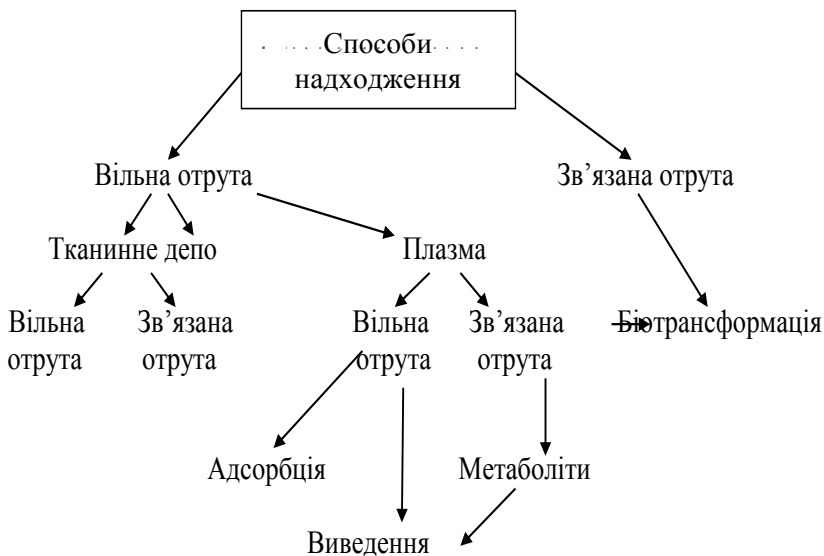 Способи
надходження
Вільна отрута
Зв’язана отрута
Тканинне депо
Плазма
Вільна
отрута
Зв’язана
отрута
Вільна
отрута
Зв’язана
отрута
Біотрансформація
Адсорбція
Метаболіти
Виведення